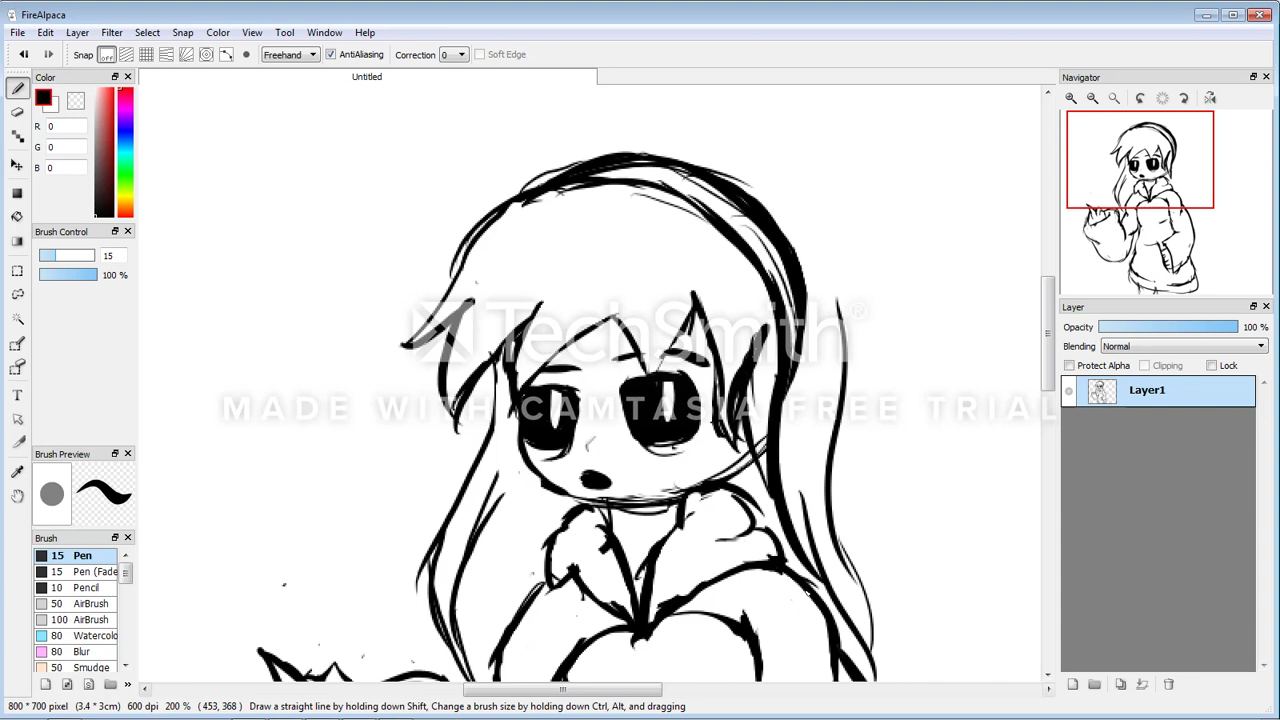 FireAlpaca
File Edit Layer Filter Select Snap Color View Tool Window Help
Snap OFF Freehand AntiAliasing Correction 0 Soft Edge
Color
Untitled
Navigator
R 0
G 0
B 0
Brush Control
15
100 %
Layer
Opacity 100 %
Blending Normal
Protect Alpha Clipping Lock
Layer1
TechSmith®
MADE WITH CAMTASIA FREE TRIAL
Brush Preview
Brush
15 Pen
15 Pen (Fade
10 Pencil
50 AirBrush
100 AirBrush
80 Watercolo
80 Blur
50 Smudge
800 * 700 pixel (3.4 * 3cm) 600 dpi 200 % ( 453, 368 ) Draw a straight line by holding down Shift, Change a brush size by holding down Ctrl, Alt, and dragging